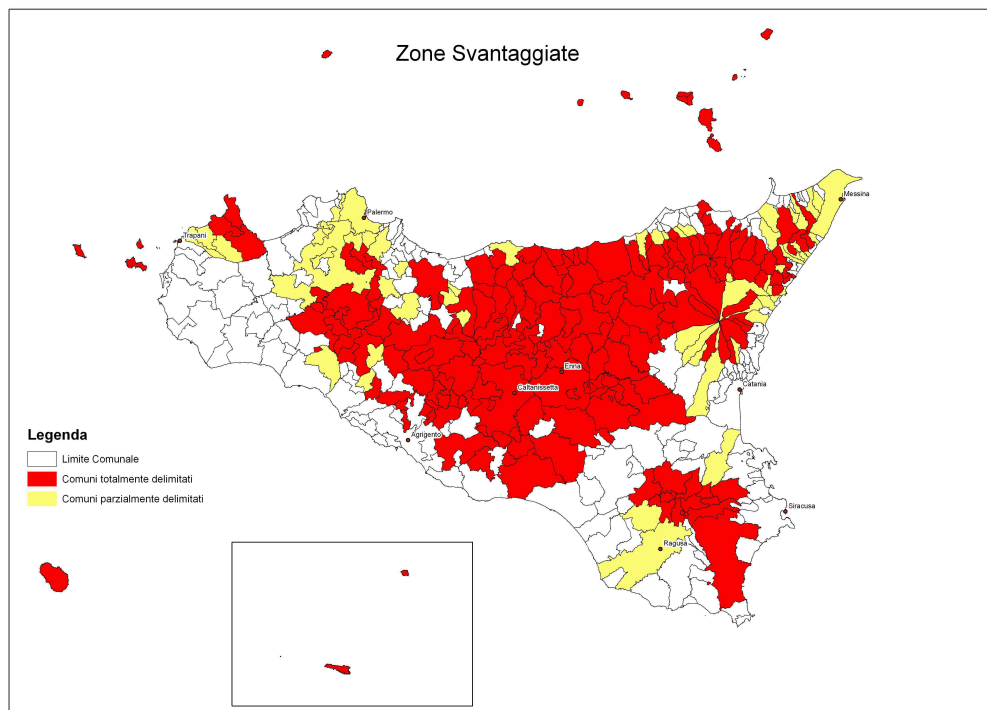 Zone Svantaggiate
Messina
Palermo
Trapani
Enna
Catania
Caltanissetta
Legenda
Agrigento
Limite Comunale
Comuni totalmente delimitati
Comuni parzialmente delimitati
Siracusa
Ragusa